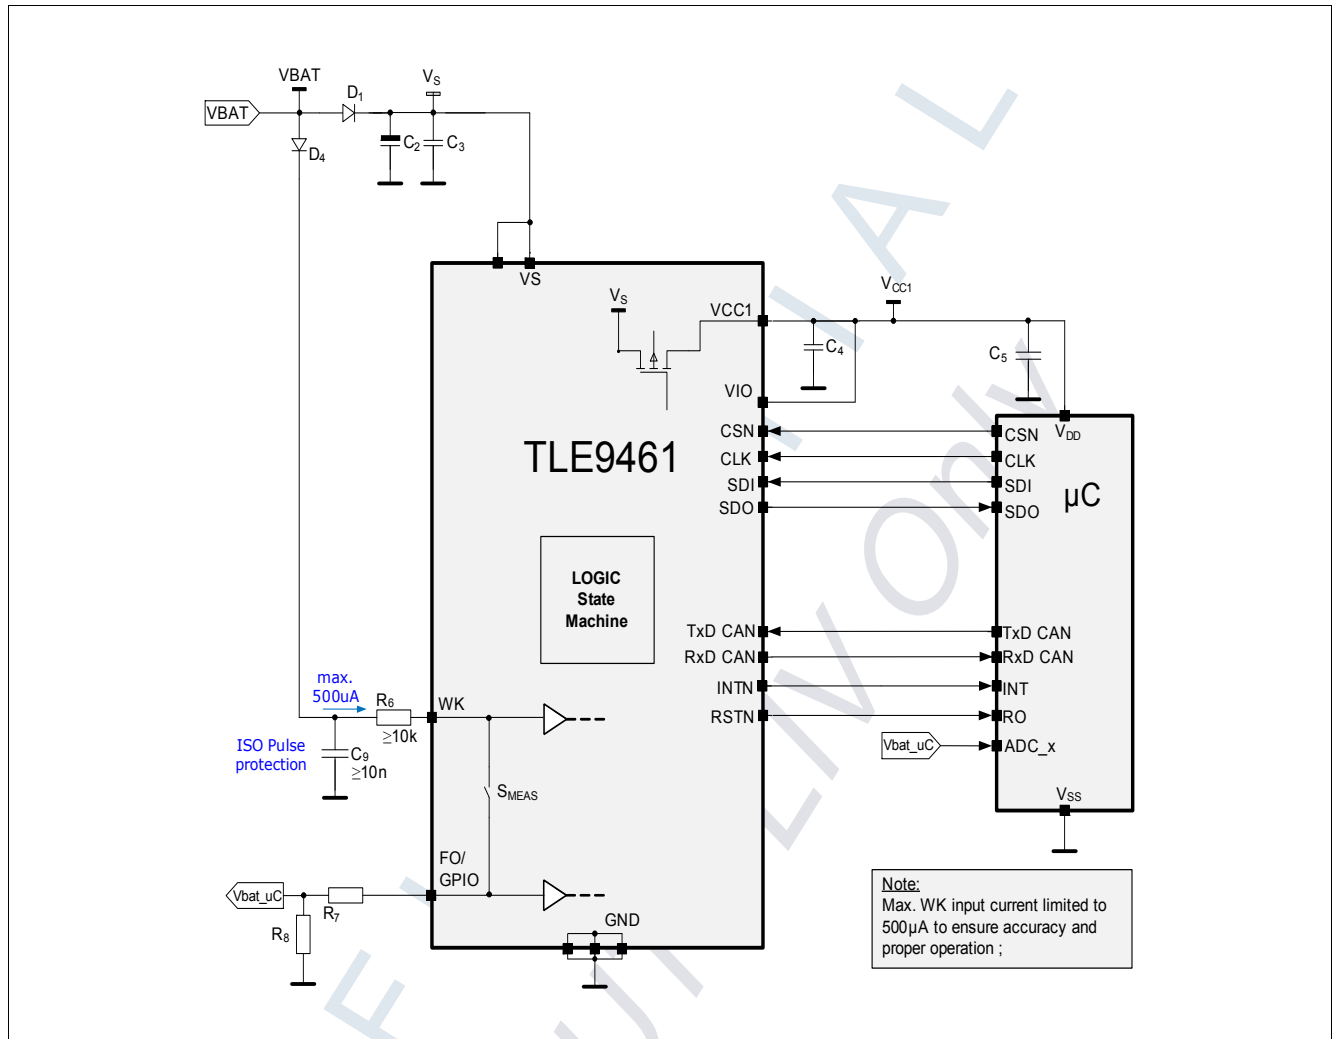 VBAT
VBAT
D1
VS
C2
C3
D4
VS
VS
VCC1
VCC1
C4
C5
VIO
CSN
CLK
SDI
SDO
TLE9461
CSN
VDD
CLK
SDI
SDO
µC
LOGIC
State
Machine
TxD CAN
RxD CAN
INTN
RSTN
TxD CAN
RxD CAN
INT
RO
Vbat_uC
ADC_x
VSS
max.
500uA
R6
≥10k
WK
ISO Pulse
protection
C9
≥10n
SMEAS
FO/
GPIO
Vbat_uC
R7
R8
GND
Note:
Max. WK input current limited to
500µA to ensure accuracy and
proper operation ;
I A L
LIV Only